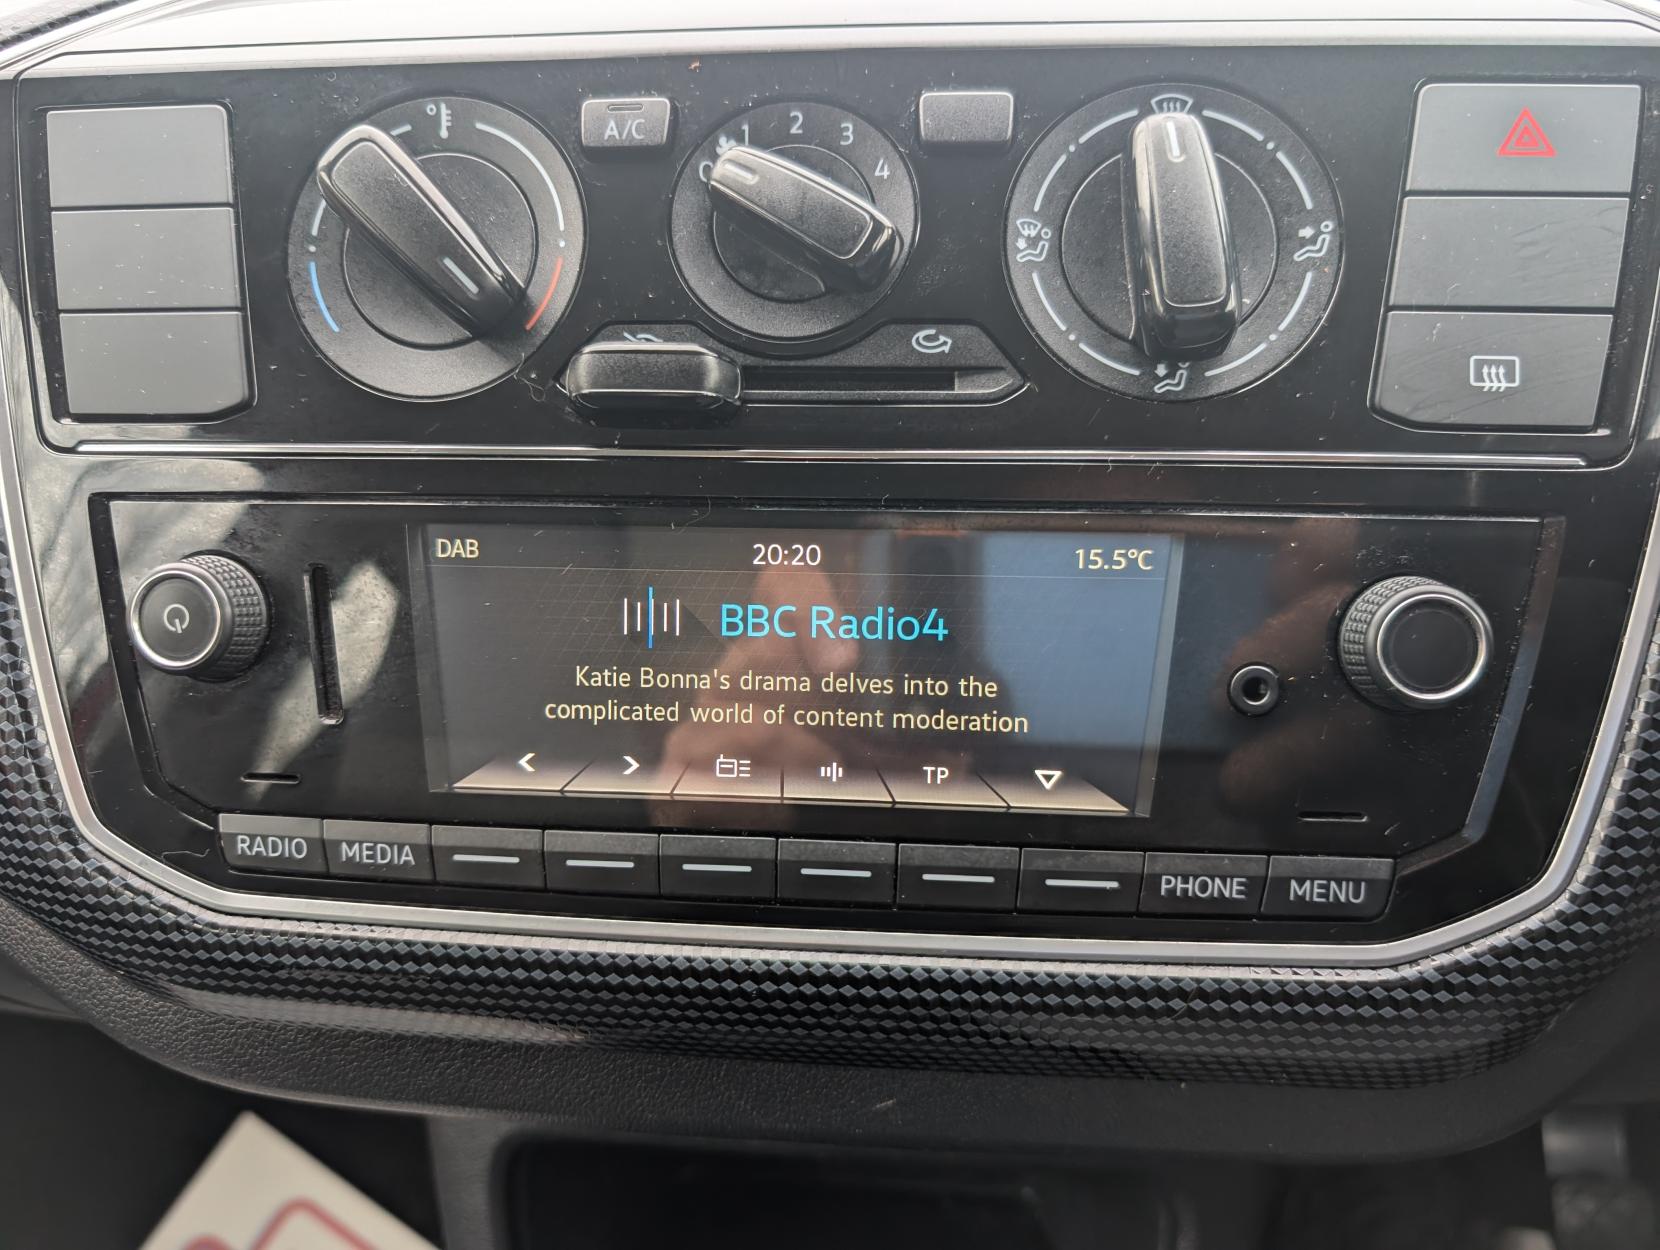 A/C
0 1 2 3 4
DAB 20:20 15.5°C
BBC Radio4
Katie Bonna's drama delves into the
complicated world of content moderation
TP
RADIO MEDIA PHONE MENU